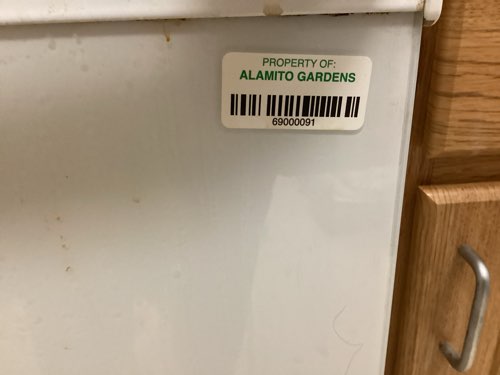 PROPERTY OF:
ALAMITO GARDENS
69000091